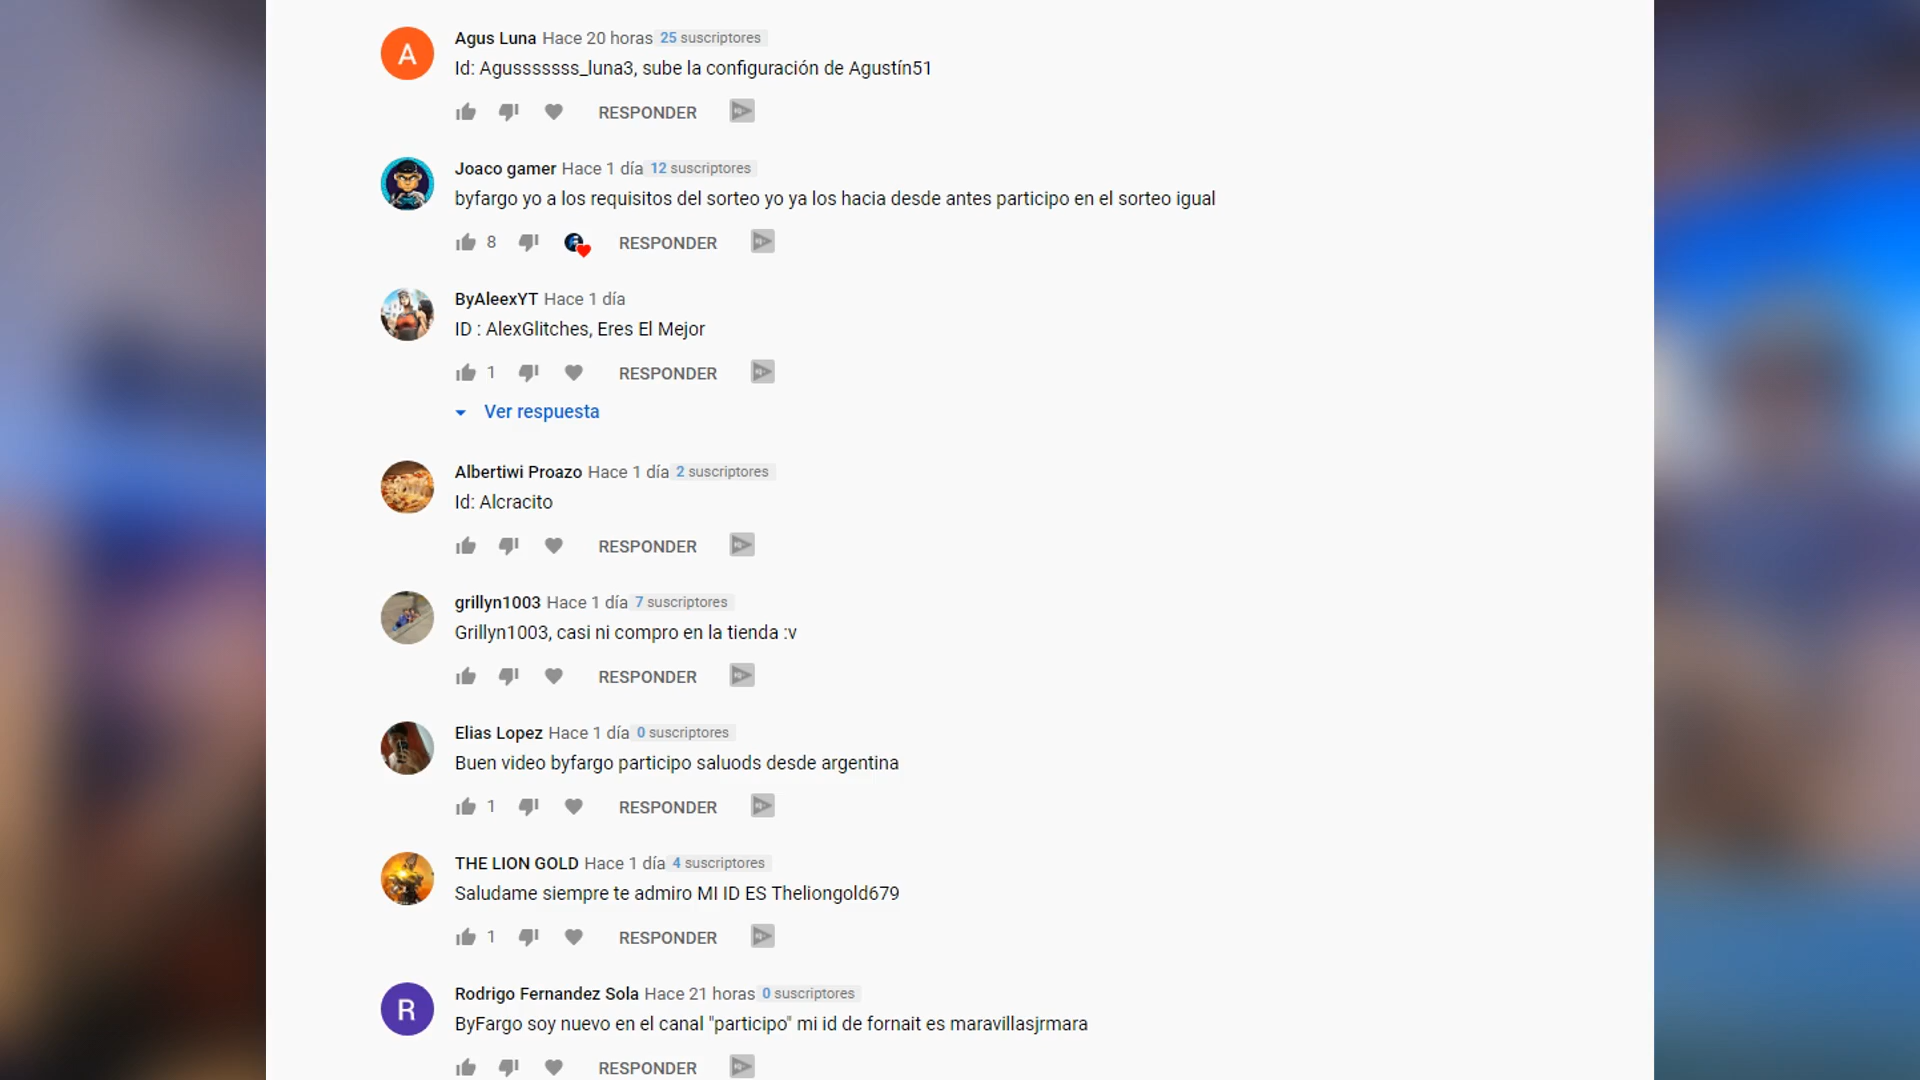 A
Agus Luna Hace 20 horas 25 suscriptores
Id: Agusssssss_luna3, sube la configuración de Agustín51
RESPONDER
Joaco gamer Hace 1 día 12 suscriptores
byfargo yo a los requisitos del sorteo yo ya los hacia desde antes participo en el sorteo igual
8 RESPONDER
ByAleexYT Hace 1 día
ID : AlexGlitches, Eres El Mejor
1 RESPONDER
Ver respuesta
Albertiwi Proazo Hace 1 día 2 suscriptores
Id: Alcracito
RESPONDER
grillyn1003 Hace 1 día 7 suscriptores
Grillyn1003, casi ni compro en la tienda :v
RESPONDER
Elias Lopez Hace 1 día 0 suscriptores
Buen video byfargo participo saluods desde argentina
1 RESPONDER
THE LION GOLD Hace 1 día 4 suscriptores
Saludame siempre te admiro MI ID ES Theliongold679
1 RESPONDER
R
Rodrigo Fernandez Sola Hace 21 horas 0 suscriptores
ByFargo soy nuevo en el canal "participo" mi id de fornait es maravillasjrmara
RESPONDER